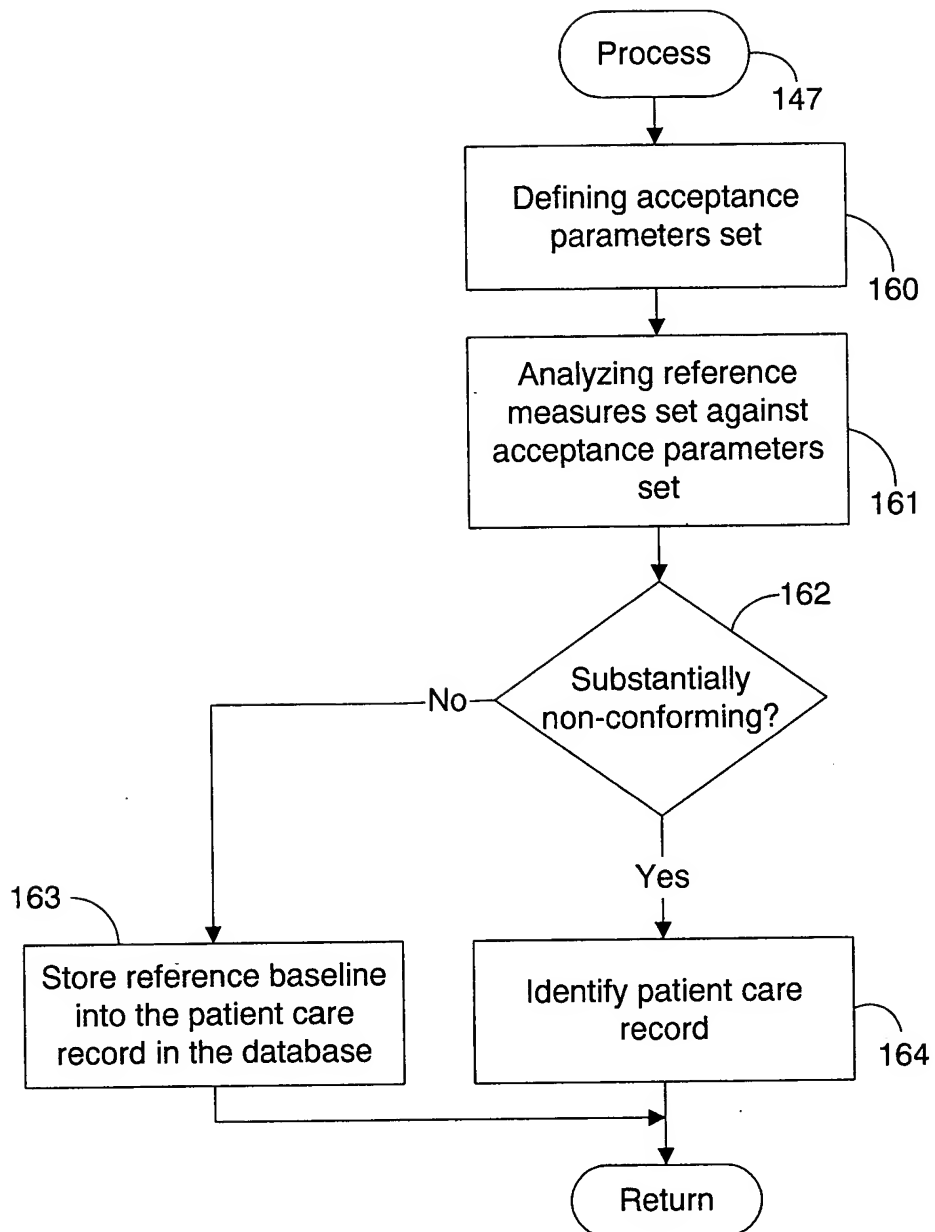 Process
147
Defining acceptance
parameters set
160
Analyzing reference
measures set against
acceptance parameters
set
161
162
Substantially
non-conforming?
No
Yes
163
Store reference baseline
into the patient care
record in the database
Identify patient care
record
164
Return